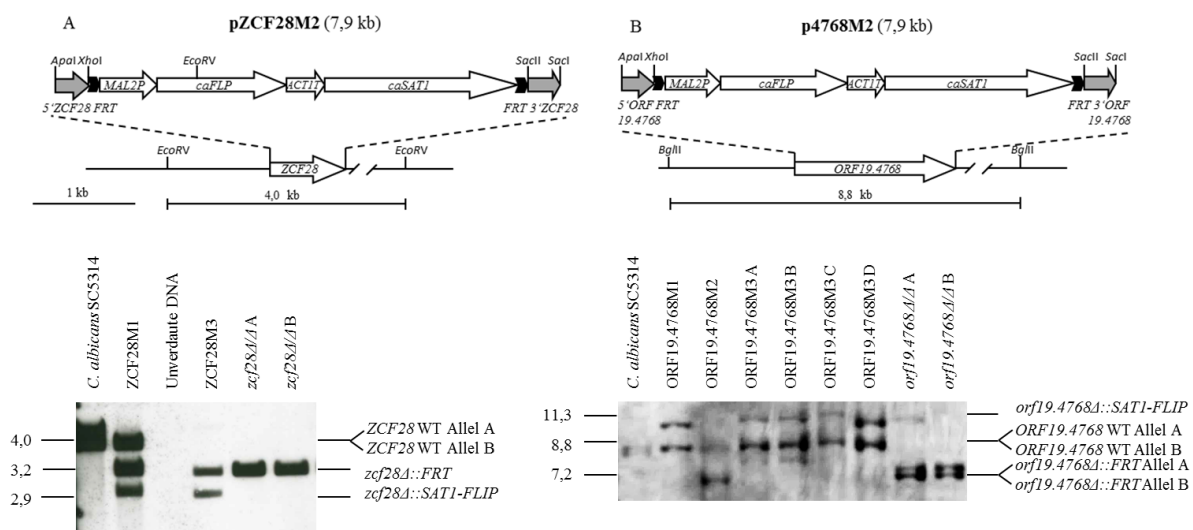 A
pZCF28M2 (7,9 kb)
ApaI XhoI EcoRV SacII SacI
MAL2P caFLP ACT1T caSAT1
5'ZCF28 FRT FRT 3'ZCF28
EcoRV EcoRV
ZCF28
1 kb
4,0 kb
B
p4768M2 (7,9 kb)
ApaI XhoI SacII SacI
MAL2P caFLP ACT1T caSAT1
5'ORF FRT FRT 3'ORF
19.4768 19.4768
BglII BglII
ORF19.4768
8,8 kb
C. albicans SC5314
ZCF28M1
Unverdaute DNA
ZCF28M3
zcf28Δ/Δ A
zcf28Δ/Δ B
4,0
3,2
2,9
ZCF28 WT Allel A
ZCF28 WT Allel B
zcf28Δ::FRT
zcf28Δ::SAT1-FLIP
C. albicans SC5314
ORF19.4768M1
ORF19.4768M2
ORF19.4768M3 A
ORF19.4768M3 B
ORF19.4768M3 C
ORF19.4768M3 D
orf19.4768Δ/Δ A
orf19.4768Δ/Δ B
11,3
8,8
7,2
orf19.4768Δ::SAT1-FLIP
ORF19.4768 WT Allel A
ORF19.4768 WT Allel B
orf19.4768Δ::FRT Allel A
orf19.4768Δ::FRT Allel B